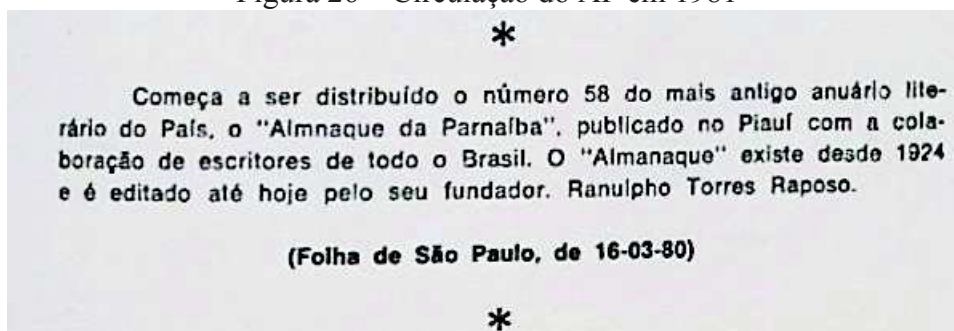 *
Começa a ser distribuído o número 58 do mais antigo anuário lite-
rário do País, o "Almnaque da Parnaíba", publicado no Piauí com a cola-
boração de escritores de todo o Brasil. O "Almanaque" existe desde 1924
e é editado até hoje pelo seu fundador. Ranulpho Torres Raposo.
(Folha de São Paulo, de 16-03-80)
*